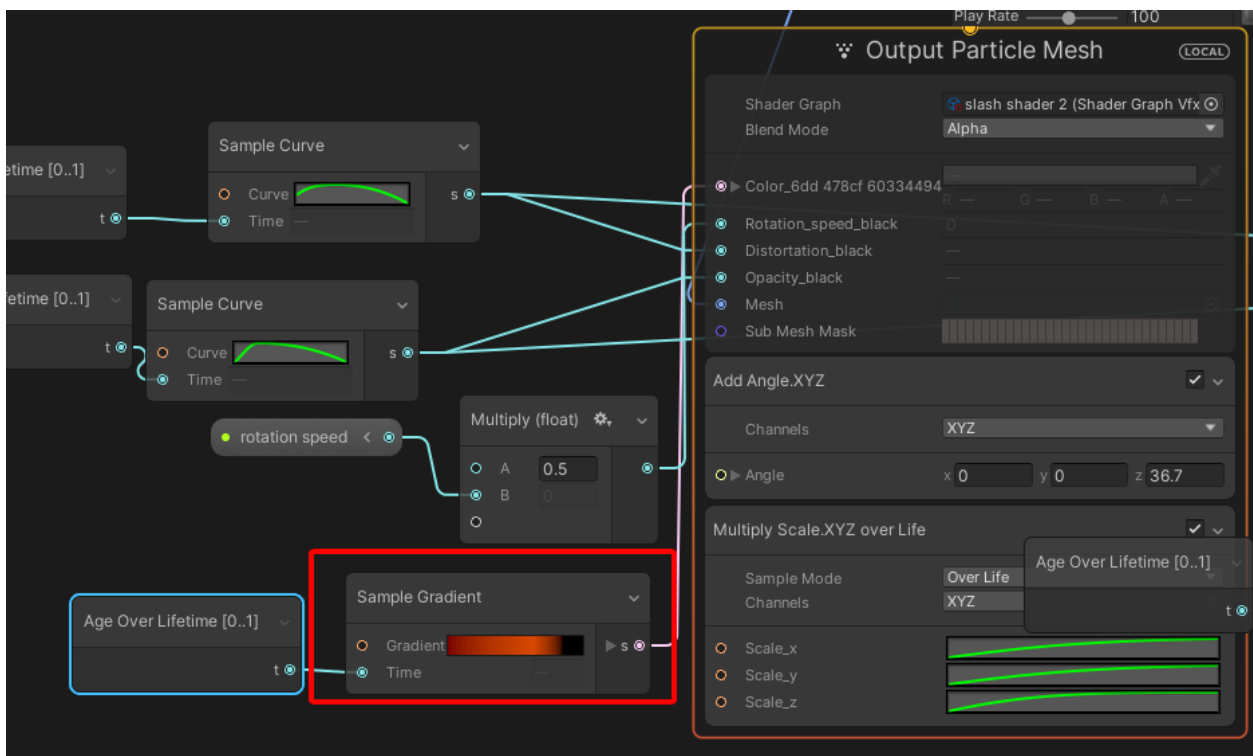 Play Rate 100
Output Particle Mesh
LOCAL
Shader Graph slash shader 2 (Shader Graph Vfx
Blend Mode Alpha
Color_6dd 478cf 60334494
R — G — B — A —
Rotation_speed_black 0
Distortation_black —
Opacity_black —
Mesh
Sub Mesh Mask
Add Angle.XYZ
Channels XYZ
Angle x 0 y 0 z 36.7
Multiply Scale.XYZ over Life
Sample Mode Over Life
Channels XYZ
Scale_x
Scale_y
Scale_z
Age Over Lifetime [0..1]
t
etime [0..1]
t
Sample Curve
Curve s
Time —
fetime [0..1]
t
Sample Curve
Curve s
Time —
rotation speed <
Multiply (float)
A 0.5
B 0
Age Over Lifetime [0..1]
t
Sample Gradient
Gradient s
Time —